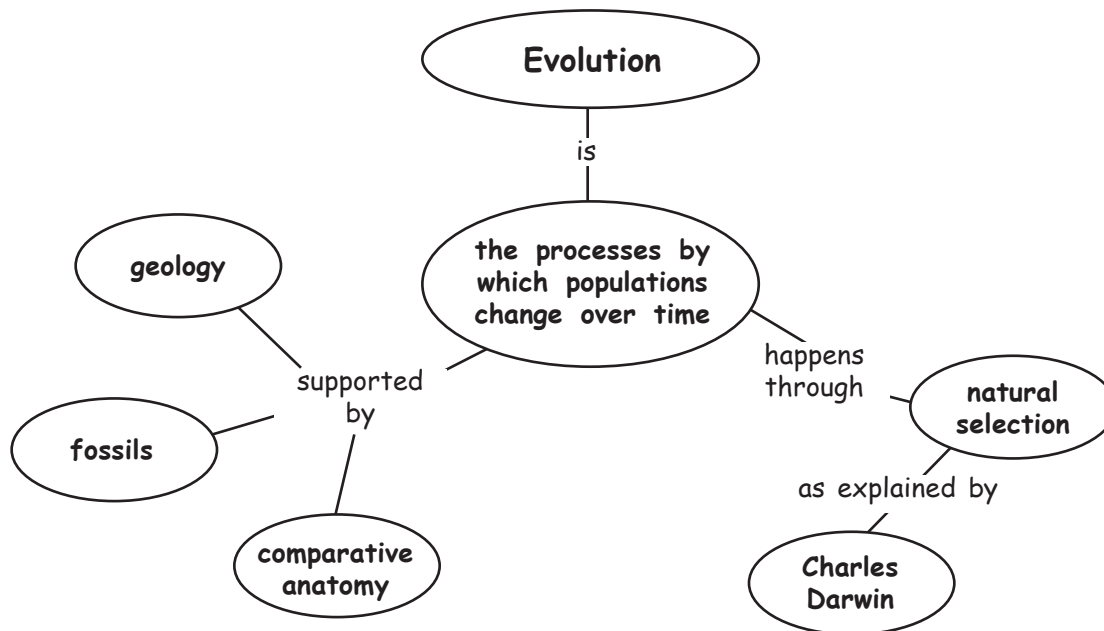 Evolution
is
the processes by
which populations
change over time
geology
supported
by
fossils
comparative
anatomy
happens
through
natural
selection
as explained by
Charles
Darwin